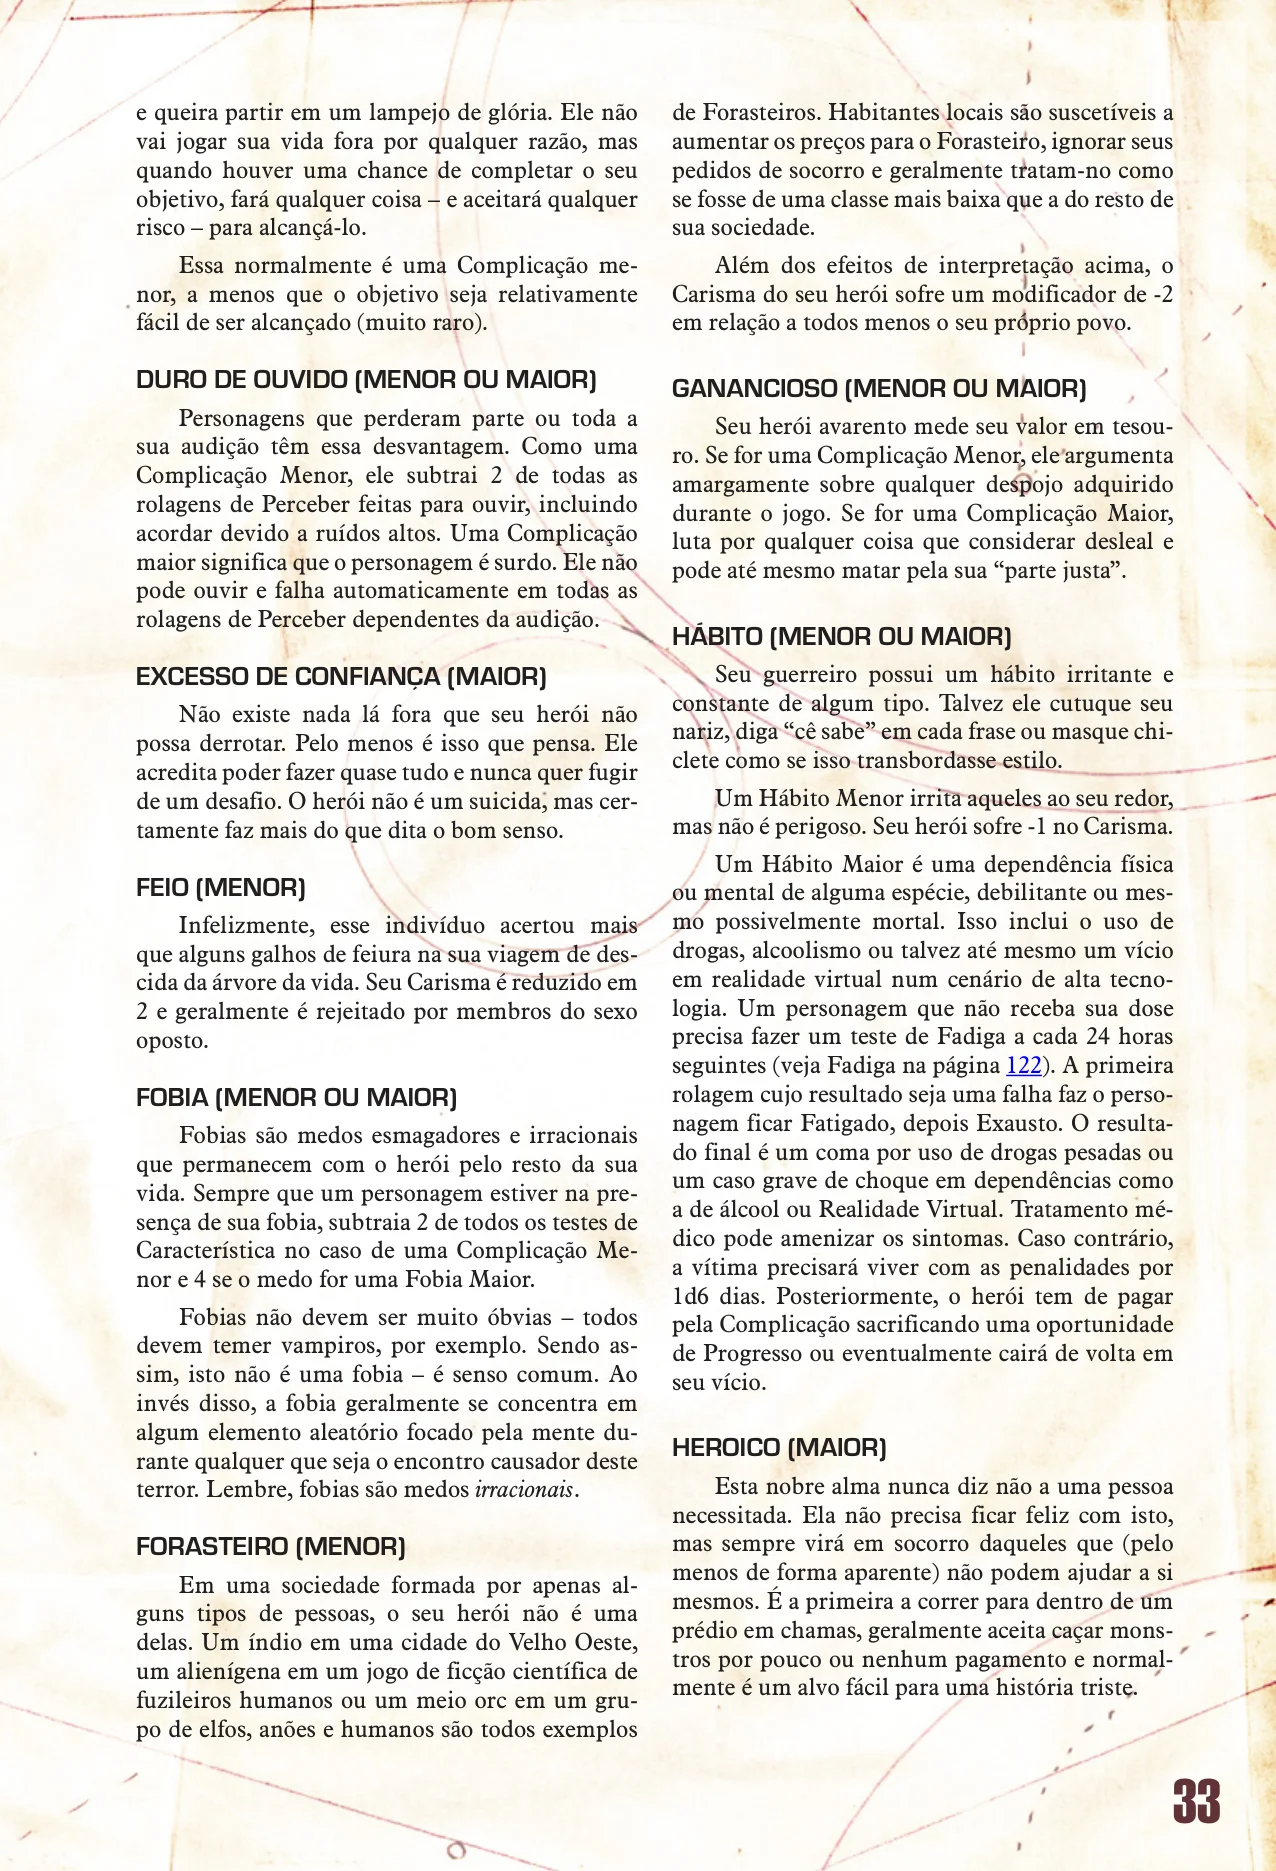 e queira partir em um lampejo de glória. Ele não
vai jogar sua vida fora por qualquer razão, mas
quando houver uma chance de completar o seu
objetivo, fará qualquer coisa – e aceitará qualquer
risco – para alcançá-lo.
Essa normalmente é uma Complicação me-
nor, a menos que o objetivo seja relativamente
fácil de ser alcançado (muito raro).
DURO DE OUVIDO (MENOR OU MAIOR)
Personagens que perderam parte ou toda a
sua audição têm essa desvantagem. Como uma
Complicação Menor, ele subtrai 2 de todas as
rolagens de Perceber feitas para ouvir, incluindo
acordar devido a ruídos altos. Uma Complicação
maior significa que o personagem é surdo. Ele não
pode ouvir e falha automaticamente em todas as
rolagens de Perceber dependentes da audição.
EXCESSO DE CONFIANÇA (MAIOR)
Não existe nada lá fora que seu herói não
possa derrotar. Pelo menos é isso que pensa. Ele
acredita poder fazer quase tudo e nunca quer fugir
de um desafio. O herói não é um suicida, mas cer-
tamente faz mais do que dita o bom senso.
FEIO (MENOR)
Infelizmente, esse indivíduo acertou mais
que alguns galhos de feiura na sua viagem de des-
cida da árvore da vida. Seu Carisma é reduzido em
2 e geralmente é rejeitado por membros do sexo
oposto.
FOBIA (MENOR OU MAIOR)
Fobias são medos esmagadores e irracionais
que permanecem com o herói pelo resto da sua
vida. Sempre que um personagem estiver na pre-
sença de sua fobia, subtraia 2 de todos os testes de
Característica no caso de uma Complicação Me-
nor e 4 se o medo for uma Fobia Maior.
Fobias não devem ser muito óbvias – todos
devem temer vampiros, por exemplo. Sendo as-
sim, isto não é uma fobia – é senso comum. Ao
invés disso, a fobia geralmente se concentra em
algum elemento aleatório focado pela mente du-
rante qualquer que seja o encontro causador deste
terror. Lembre, fobias são medos irracionais.
FORASTEIRO (MENOR)
Em uma sociedade formada por apenas al-
guns tipos de pessoas, o seu herói não é uma
delas. Um índio em uma cidade do Velho Oeste,
um alienígena em um jogo de ficção científica de
fuzileiros humanos ou um meio orc em um gru-
po de elfos, anões e humanos são todos exemplos
de Forasteiros. Habitantes locais são suscetíveis a
aumentar os preços para o Forasteiro, ignorar seus
pedidos de socorro e geralmente tratam-no como
se fosse de uma classe mais baixa que a do resto de
sua sociedade.
Além dos efeitos de interpretação acima, o
Carisma do seu herói sofre um modificador de -2
em relação a todos menos o seu próprio povo.
GANANCIOSO (MENOR OU MAIOR)
Seu herói avarento mede seu valor em tesou-
ro. Se for uma Complicação Menor, ele argumenta
amargamente sobre qualquer despojo adquirido
durante o jogo. Se for uma Complicação Maior,
luta por qualquer coisa que considerar desleal e
pode até mesmo matar pela sua “parte justa”.
HÁBITO (MENOR OU MAIOR)
Seu guerreiro possui um hábito irritante e
constante de algum tipo. Talvez ele cutuque seu
nariz, diga “cê sabe” em cada frase ou masque chi-
clete como se isso transbordasse estilo.
Um Hábito Menor irrita aqueles ao seu redor,
mas não é perigoso. Seu herói sofre -1 no Carisma.
Um Hábito Maior é uma dependência física
ou mental de alguma espécie, debilitante ou mes-
mo possivelmente mortal. Isso inclui o uso de
drogas, alcoolismo ou talvez até mesmo um vício
em realidade virtual num cenário de alta tecno-
logia. Um personagem que não receba sua dose
precisa fazer um teste de Fadiga a cada 24 horas
seguintes (veja Fadiga na página 122). A primeira
rolagem cujo resultado seja uma falha faz o perso-
nagem ficar Fatigado, depois Exausto. O resulta-
do final é um coma por uso de drogas pesadas ou
um caso grave de choque em dependências como
a de álcool ou Realidade Virtual. Tratamento mé-
dico pode amenizar os sintomas. Caso contrário,
a vítima precisará viver com as penalidades por
1d6 dias. Posteriormente, o herói tem de pagar
pela Complicação sacrificando uma oportunidade
de Progresso ou eventualmente cairá de volta em
seu vício.
HEROICO (MAIOR)
Esta nobre alma nunca diz não a uma pessoa
necessitada. Ela não precisa ficar feliz com isto,
mas sempre virá em socorro daqueles que (pelo
menos de forma aparente) não podem ajudar a si
mesmos. É a primeira a correr para dentro de um
prédio em chamas, geralmente aceita caçar mons-
tros por pouco ou nenhum pagamento e normal-
mente é um alvo fácil para uma história triste.
33